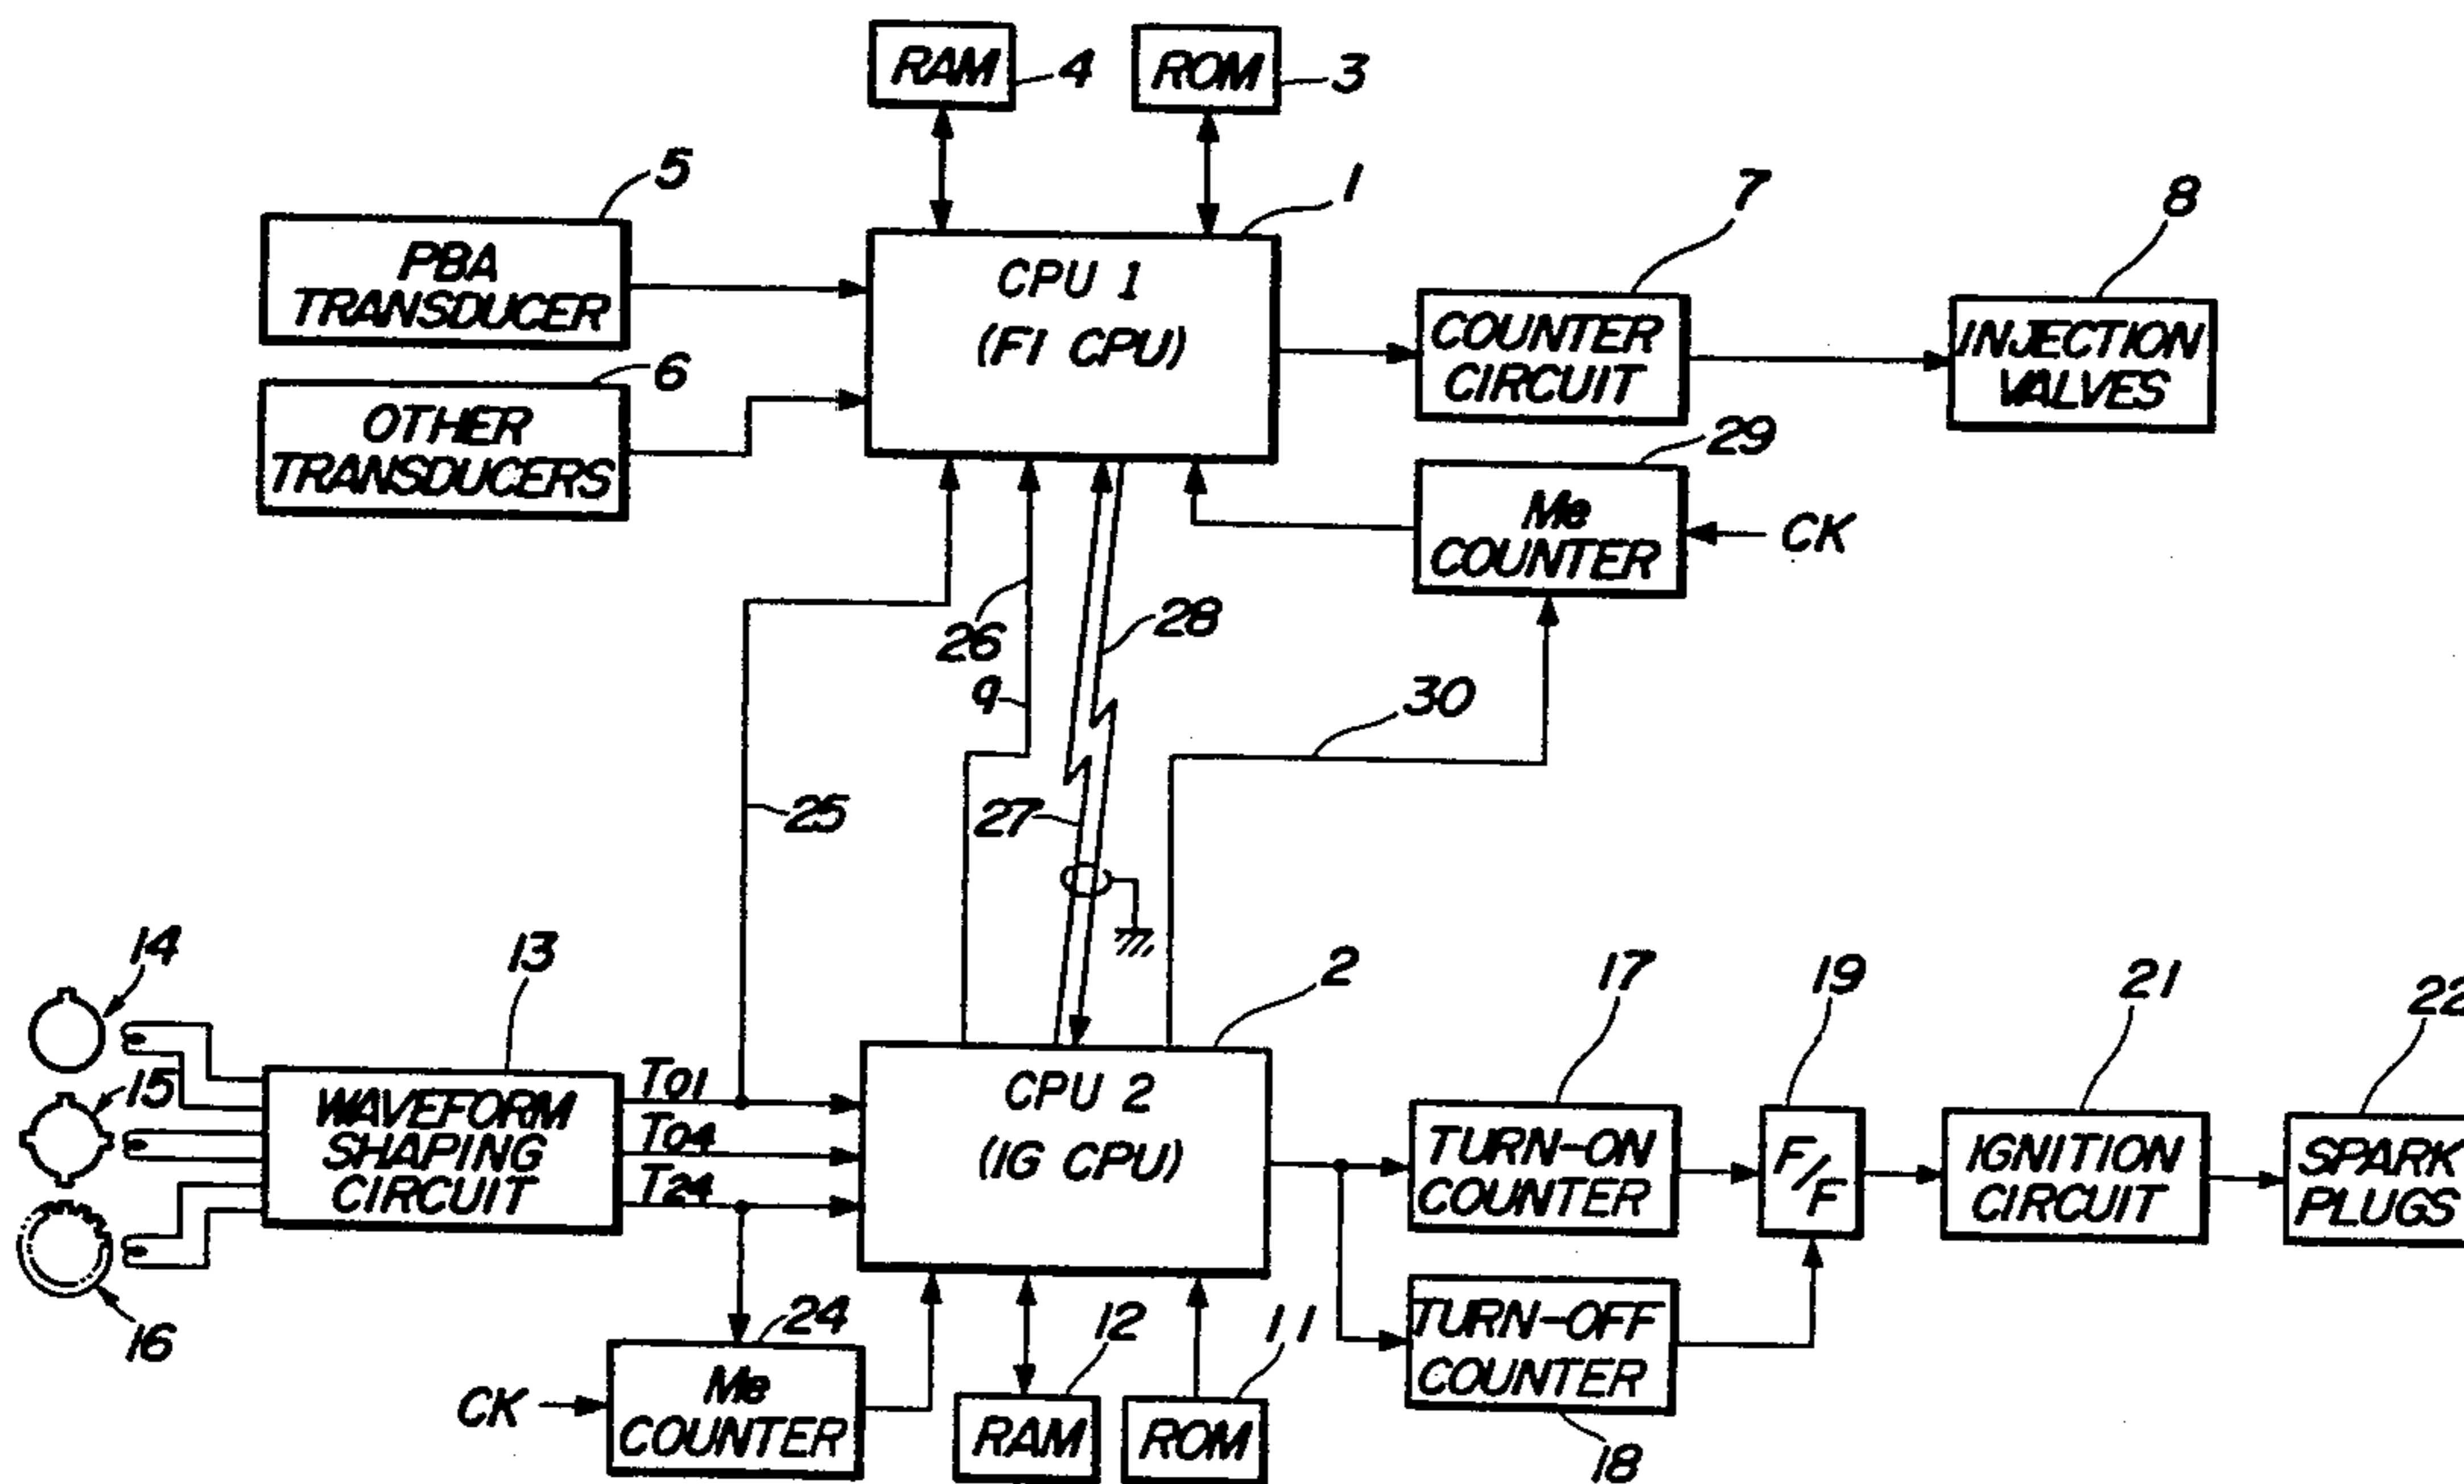 RAM
4
ROM
3
5
1
7
8
PBA
TRANSDUCER
CPU 1
(FI CPU)
COUNTER
CIRCUIT
INJECTION
VALVES
6
OTHER
TRANSDUCERS
29
Me
COUNTER
CK
26
28
9
30
27
25
14
13
2
17
19
21
22
15
WAVEFORM
SHAPING
CIRCUIT
T01
T04
T24
CPU 2
(IG CPU)
TURN-ON
COUNTER
F/F
IGNITION
CIRCUIT
SPARK
PLUGS
16
24
12
11
TURN-OFF
COUNTER
CK
Me
COUNTER
RAM
ROM
18